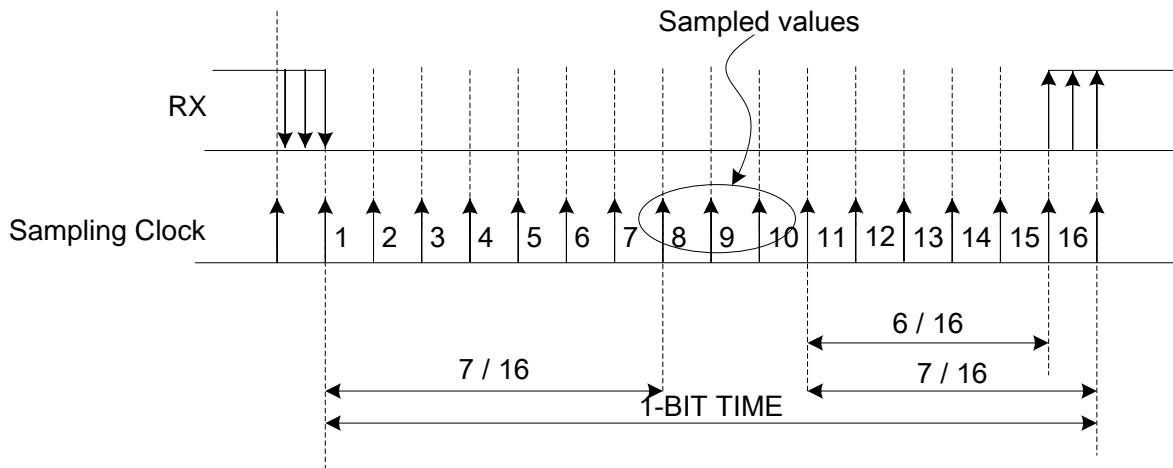 Sampled values
RX
Sampling Clock
1 2 3 4 5 6 7 8 9 10 11 12 13 14 15 16
6 / 16
7 / 16
7 / 16
1-BIT TIME